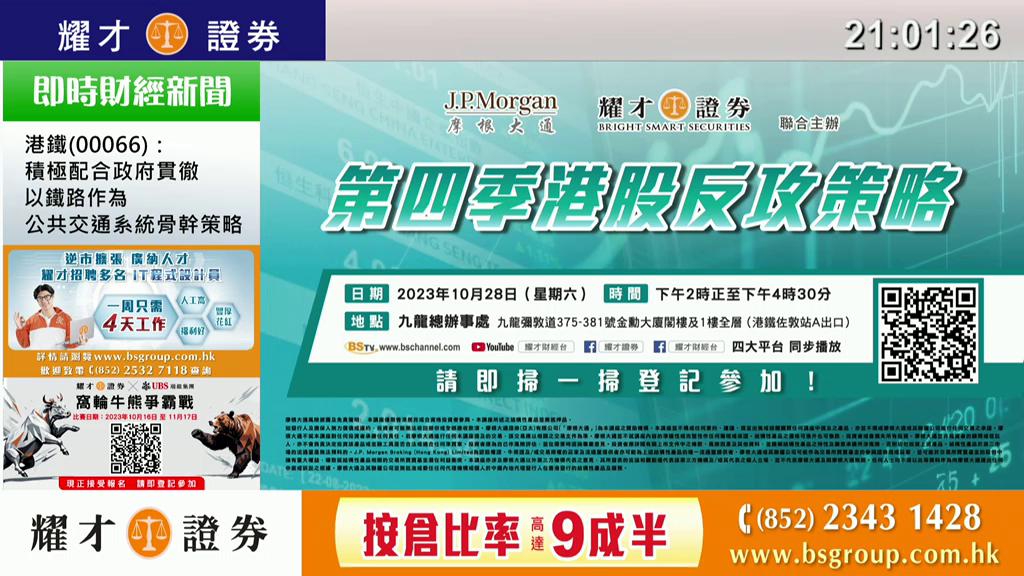 耀才 證券
21:01:26
即時財經新聞
港鐵(00066)：
積極配合政府貫徹
以鐵路作為
公共交通系統骨幹策略
逆市擴張 廣納人才
耀才招聘多名 IT程式設計員
一周只需
4天工作
人工高
福利好
豐厚
花紅
詳情請瀏覽www.bsgroup.com.hk
歡迎致電 (852) 2532 7118 查詢
耀才 證券 × UBS 瑞銀集團
窩輪牛熊爭霸戰
比賽日期：2023年10月16日 至 11月17日
現正接受報名 請即登記參加
J.P.Morgan
摩根大通
耀才 證券
BRIGHT SMART SECURITIES
聯合主辦
第四季港股反攻策略
日期 2023年10月28日（星期六） 時間 下午2時正至下午4時30分
地點 九龍總辦事處 九龍彌敦道375-381號金勳大廈閣樓及1樓全層（港鐵佐敦站A出口）
BSTV www.bschannel.com YouTube 耀才財經台 耀才證券 耀才財經台 四大平台 同步播放
請即掃一掃登記參加！
耀才 證券
按倉比率 高達 9成半
(852) 2343 1428
www.bsgroup.com.hk